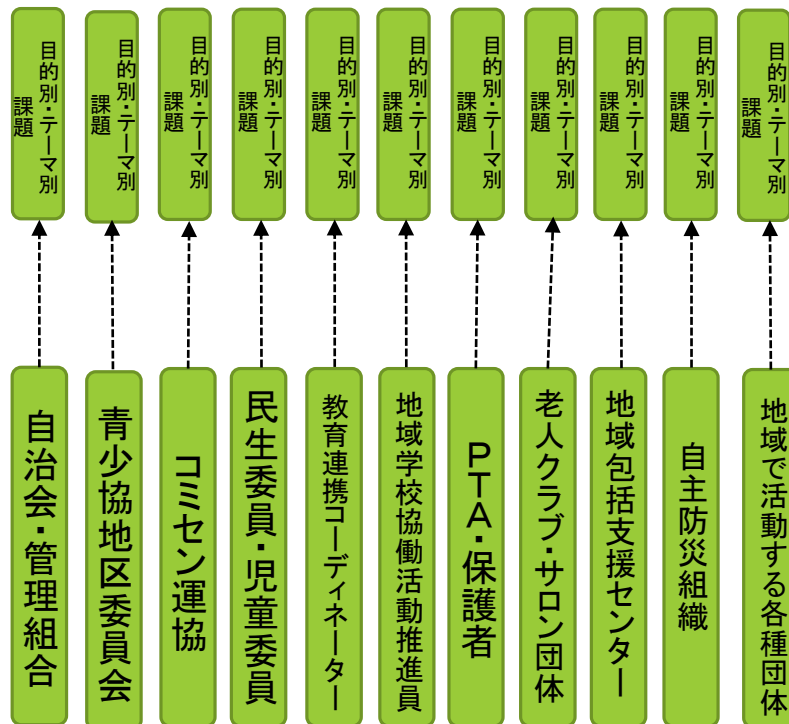 目的別・テーマ別
課題
目的別・テーマ別
課題
目的別・テーマ別
課題
目的別・テーマ別
課題
目的別・テーマ別
課題
目的別・テーマ別
課題
目的別・テーマ別
課題
目的別・テーマ別
課題
目的別・テーマ別
課題
目的別・テーマ別
課題
目的別・テーマ別
課題
自治会・管理組合
青少協地区委員会
コミセン運協
民生委員・児童委員
教育連携コーディネーター
地域学校協働活動推進員
PTA・保護者
老人クラブ・サロン団体
地域包括支援センター
自主防災組織
地域で活動する各種団体